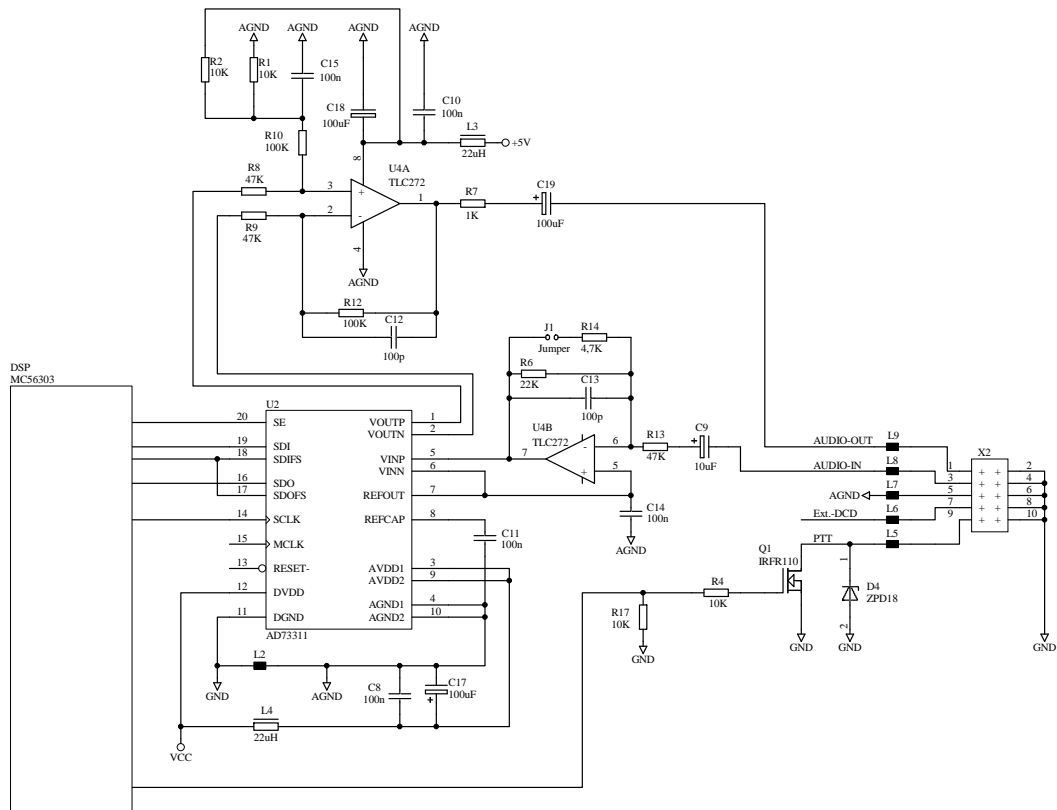 AGND AGND AGND AGND
R2
10K
R1
10K
C15
100n
C18
100uF
C10
100n
L3
22uH
+5V
R10
100K
8
U4A
TLC272
R8
47K
3
+
1
R7
1K
C19
+
100uF
2
-
R9
47K
4
AGND
R12
100K
C12
100p
J1
Jumper
R14
4,7K
R6
22K
C13
100p
DSP
MC56303
U2
20 SE
19 SDI
18 SDIFS
16 SDO
17 SDOFS
14 SCLK
15 MCLK
13 RESET-
12 DVDD
11 DGND
VOUTP 1
VOUTN 2
VINP 5
VINN 6
REFOUT 7
REFCAP 8
AVDD1 3
AVDD2 9
AGND1 4
AGND2 10
AD73311
U4B
TLC272
7
-
6
+
5
R13
47K
C9
+
10uF
C14
100n
AGND
C11
100n
AUDIO-OUT L9 1
AUDIO-IN L8 3
AGND L7 5
Ext.-DCD L6 7
PTT L5 9
X2
+ +
+ +
+ +
+ +
+ +
2
4
6
8
10
GND
Q1
IRFR110
GND
1
D4
ZPD18
2
GND
R4
10K
R17
10K
GND
L2
GND
AGND
C8
100n
C17
100uF
+
L4
22uH
VCC